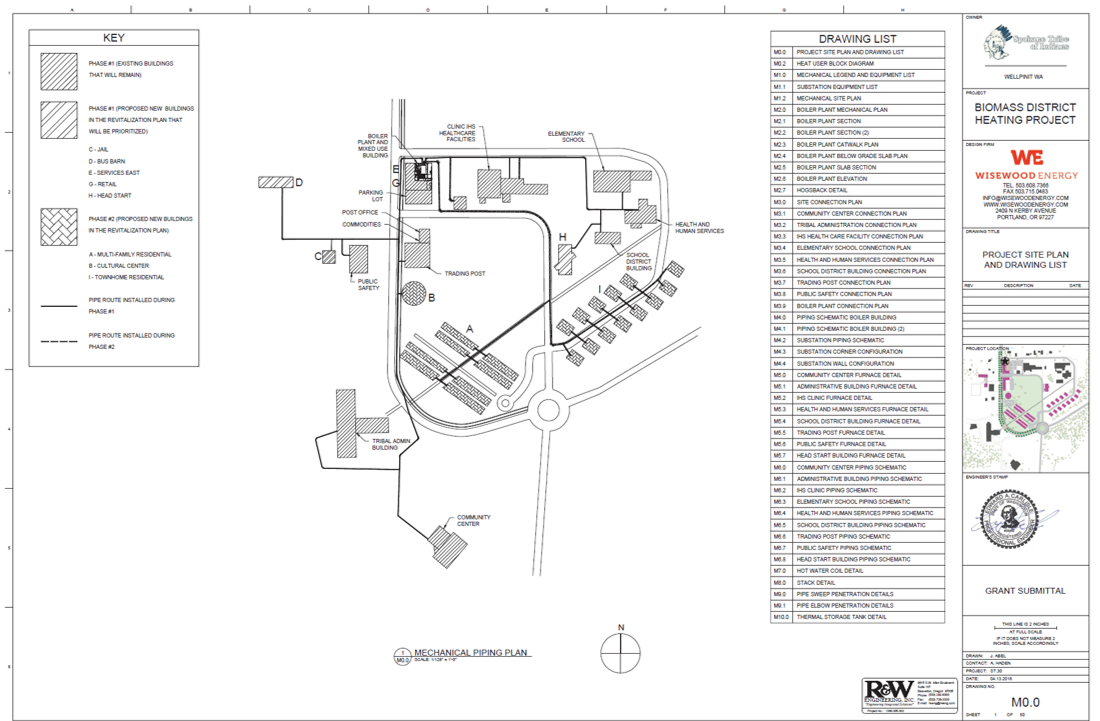 A B C D E F G H
KEY
PHASE #1 (EXISTING BUILDINGS
THAT WILL REMAIN)
PHASE #1 (PROPOSED NEW BUILDINGS
IN THE REVITALIZATION PLAN THAT
WILL BE PRIORITIZED)
C - JAIL
D - BUS BARN
E - SERVICES EAST
G - RETAIL
H - HEAD START
PHASE #2 (PROPOSED NEW BUILDINGS
IN THE REVITALIZATION PLAN)
A - MULTI-FAMILY RESIDENTIAL
B - CULTURAL CENTER
I - TOWNHOME RESIDENTIAL
PIPE ROUTE INSTALLED DURING
PHASE #1
PIPE ROUTE INSTALLED DURING
PHASE #2
CLINIC IHS
HEALTHCARE
FACILITIES
ELEMENTARY
SCHOOL
BOILER
PLANT AND
MIXED USE
BUILDING
E
G
D
PARKING
LOT
POST OFFICE
COMMODITIES
HEALTH AND
HUMAN SERVICES
H
SCHOOL
DISTRICT
BUILDING
C
PUBLIC
SAFETY
TRADING POST
B
I
A
TRIBAL ADMIN
BUILDING
COMMUNITY
CENTER
N
1
M0.0
MECHANICAL PIPING PLAN
SCALE: 1/128" = 1'-0"
DRAWING LIST
M0.0 PROJECT SITE PLAN AND DRAWING LIST
M0.2 HEAT USER BLOCK DIAGRAM
M1.0 MECHANICAL LEGEND AND EQUIPMENT LIST
M1.1 SUBSTATION EQUIPMENT LIST
M1.2 MECHANICAL SITE PLAN
M2.0 BOILER PLANT MECHANICAL PLAN
M2.1 BOILER PLANT SECTION
M2.2 BOILER PLANT SECTION (2)
M2.3 BOILER PLANT CATWALK PLAN
M2.4 BOILER PLANT BELOW GRADE SLAB PLAN
M2.5 BOILER PLANT SLAB SECTION
M2.6 BOILER PLANT ELEVATION
M2.7 HOGSBACK DETAIL
M3.0 SITE CONNECTION PLAN
M3.1 COMMUNITY CENTER CONNECTION PLAN
M3.2 TRIBAL ADMINISTRATION CONNECTION PLAN
M3.3 IHS HEALTH CARE FACILITY CONNECTION PLAN
M3.4 ELEMENTARY SCHOOL CONNECTION PLAN
M3.5 HEALTH AND HUMAN SERVICES CONNECTION PLAN
M3.6 SCHOOL DISTRICT BUILDING CONNECTION PLAN
M3.7 TRADING POST CONNECTION PLAN
M3.8 PUBLIC SAFETY CONNECTION PLAN
M3.9 BOILER PLANT CONNECTION PLAN
M4.0 PIPING SCHEMATIC BOILER BUILDING
M4.1 PIPING SCHEMATIC BOILER BUILDING (2)
M4.2 SUBSTATION PIPING SCHEMATIC
M4.3 SUBSTATION CORNER CONFIGURATION
M4.4 SUBSTATION WALL CONFIGURATION
M5.0 COMMUNITY CENTER FURNACE DETAIL
M5.1 ADMINISTRATIVE BUILDING FURNACE DETAIL
M5.2 IHS CLINIC FURNACE DETAIL
M5.3 HEALTH AND HUMAN SERVICES FURNACE DETAIL
M5.4 SCHOOL DISTRICT BUILDING FURNACE DETAIL
M5.5 TRADING POST FURNACE DETAIL
M5.6 PUBLIC SAFETY FURNACE DETAIL
M5.7 HEAD START BUILDING FURNACE DETAIL
M6.0 COMMUNITY CENTER PIPING SCHEMATIC
M6.1 ADMINISTRATIVE BUILDING PIPING SCHEMATIC
M6.2 IHS CLINIC PIPING SCHEMATIC
M6.3 ELEMENTARY SCHOOL PIPING SCHEMATIC
M6.4 HEALTH AND HUMAN SERVICES PIPING SCHEMATIC
M6.5 SCHOOL DISTRICT BUILDING PIPING SCHEMATIC
M6.6 TRADING POST PIPING SCHEMATIC
M6.7 PUBLIC SAFETY PIPING SCHEMATIC
M6.8 HEAD START BUILDING PIPING SCHEMATIC
M7.0 HOT WATER COIL DETAIL
M8.0 STACK DETAIL
M9.0 PIPE SWEEP PENETRATION DETAILS
M9.1 PIPE ELBOW PENETRATION DETAILS
M10.0 THERMAL STORAGE TANK DETAIL
R&W
ENGINEERING, INC.
OWNER
Spokane Tribe
of Indians
WELLPINIT WA
PROJECT
BIOMASS DISTRICT
HEATING PROJECT
DESIGN FIRM
WE
WISEWOOD ENERGY
TEL 503.608.7366
FAX 503.715.0483
INFO@WISEWOODENERGY.COM
WWW.WISEWOODENERGY.COM
2409 N KERBY AVENUE
PORTLAND, OR 97227
DRAWING TITLE
PROJECT SITE PLAN
AND DRAWING LIST
REV. DESCRIPTION DATE
PROJECT LOCATION
ENGINEER'S STAMP
EDWARD A. CARLISLE
PROFESSIONAL ENGINEER
GRANT SUBMITTAL
THIS LINE IS 2 INCHES
AT FULL SCALE
IF IT DOES NOT MEASURE 2
INCHES, SCALE ACCORDINGLY
DRAWN: J. ABEL
CONTACT: A. HADEN
PROJECT: ST.30
DATE: 04.13.2016
DRAWING NO.
M0.0
SHEET 1 OF 50